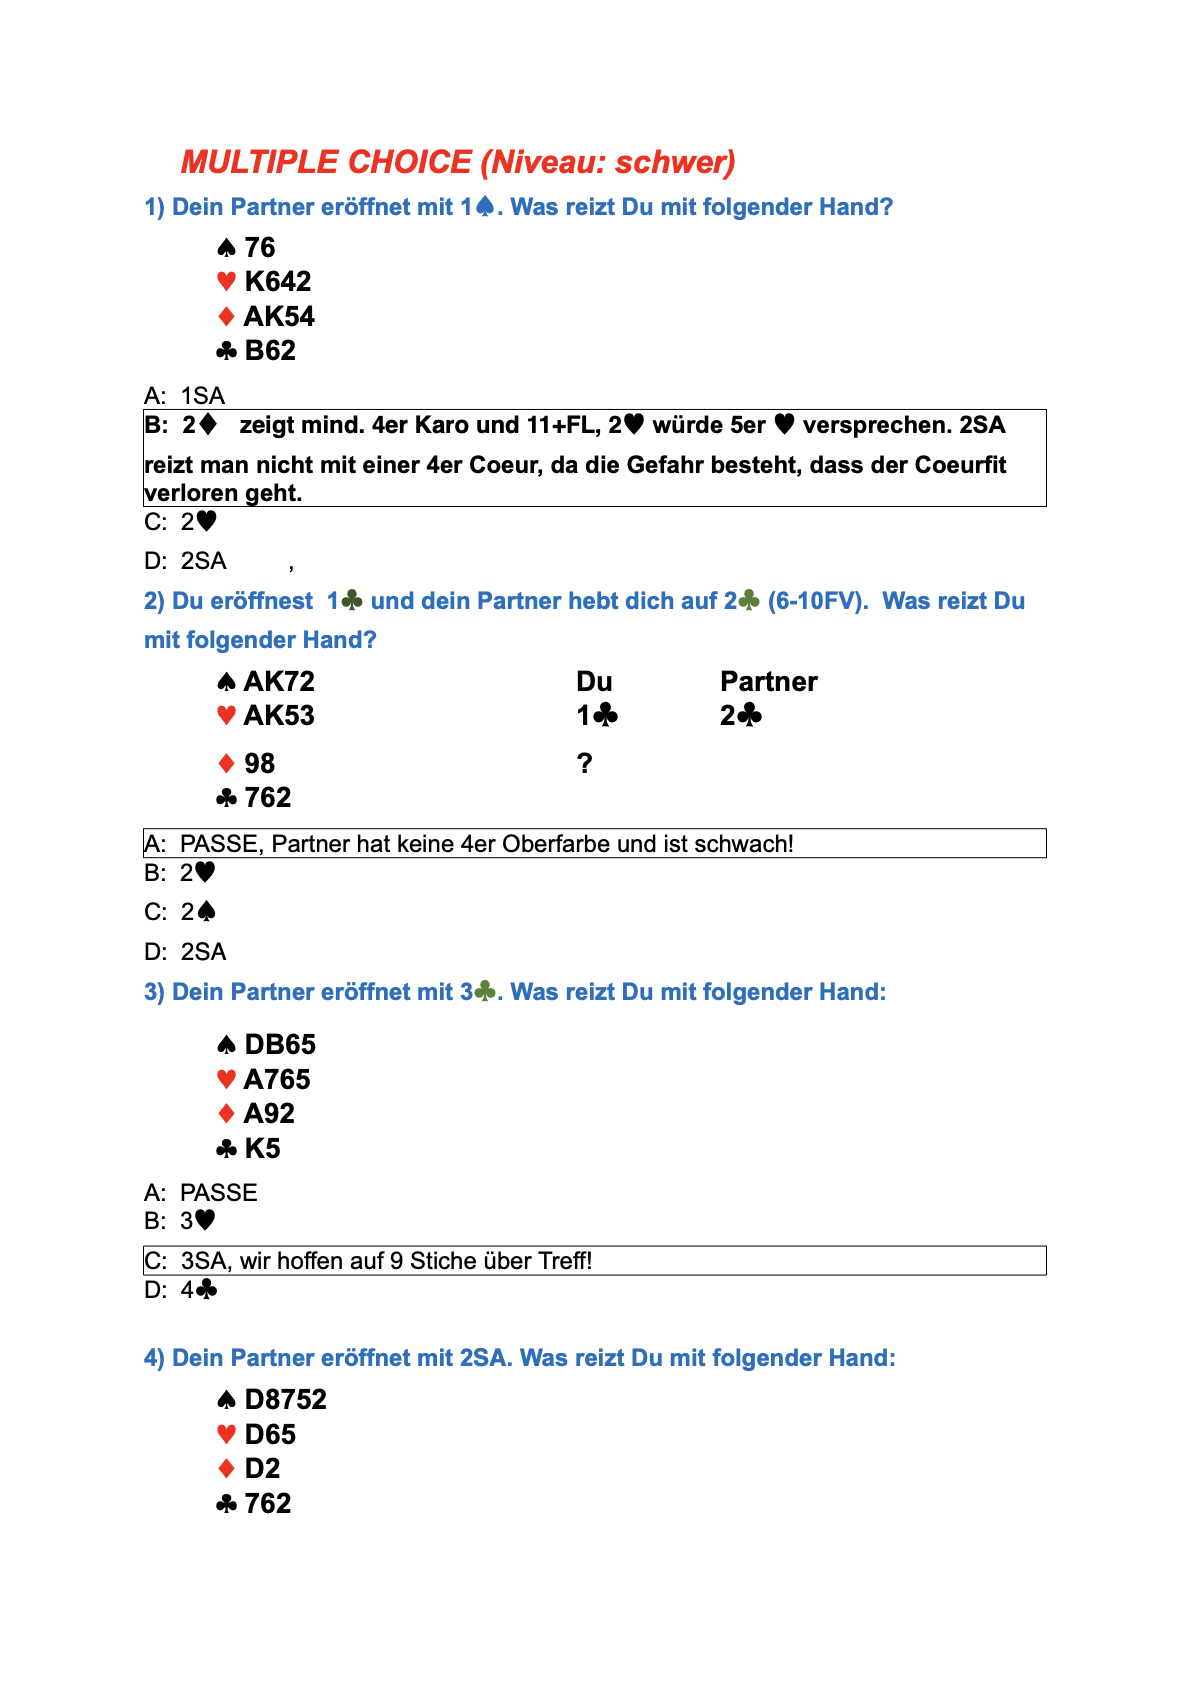 MULTIPLE CHOICE (Niveau: schwer)
1) Dein Partner eröffnet mit 1♠. Was reizt Du mit folgender Hand?
♠ 76
♥ K642
♦ AK54
♣ B62
A: 1SA
B: 2♦ zeigt mind. 4er Karo und 11+FL, 2♥ würde 5er ♥ versprechen. 2SA
reizt man nicht mit einer 4er Coeur, da die Gefahr besteht, dass der Coeurfit
verloren geht.
C: 2♥
D: 2SA ,
2) Du eröffnest 1♣ und dein Partner hebt dich auf 2♣ (6-10FV). Was reizt Du
mit folgender Hand?
♠ AK72 Du Partner
♥ AK53 1♣ 2♣
♦ 98 ?
♣ 762
A: PASSE, Partner hat keine 4er Oberfarbe und ist schwach!
B: 2♥
C: 2♠
D: 2SA
3) Dein Partner eröffnet mit 3♣. Was reizt Du mit folgender Hand:
♠ DB65
♥ A765
♦ A92
♣ K5
A: PASSE
B: 3♥
C: 3SA, wir hoffen auf 9 Stiche über Treff!
D: 4♣
4) Dein Partner eröffnet mit 2SA. Was reizt Du mit folgender Hand:
♠ D8752
♥ D65
♦ D2
♣ 762